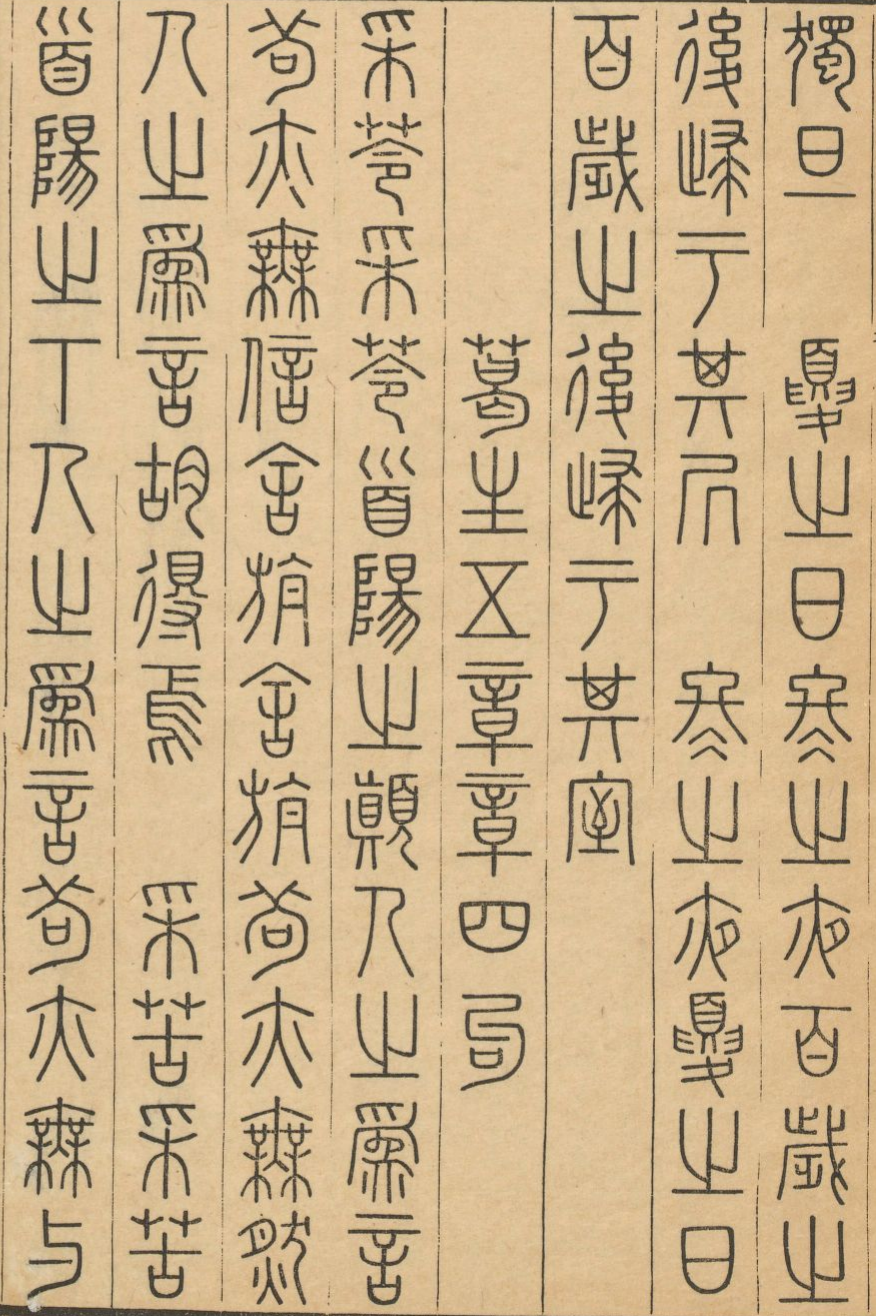 獨旦　夏之日冬之夜百歲之
後歸于其凥　冬之夜夏之日
百歲之後歸于其室
葛生五章章四句
采苓采苓首陽之顚人之爲言
苟亦無信舍旃舍旃苟亦無然
人之爲言胡得焉　采苦采苦
首陽之下人之爲言苟亦無与